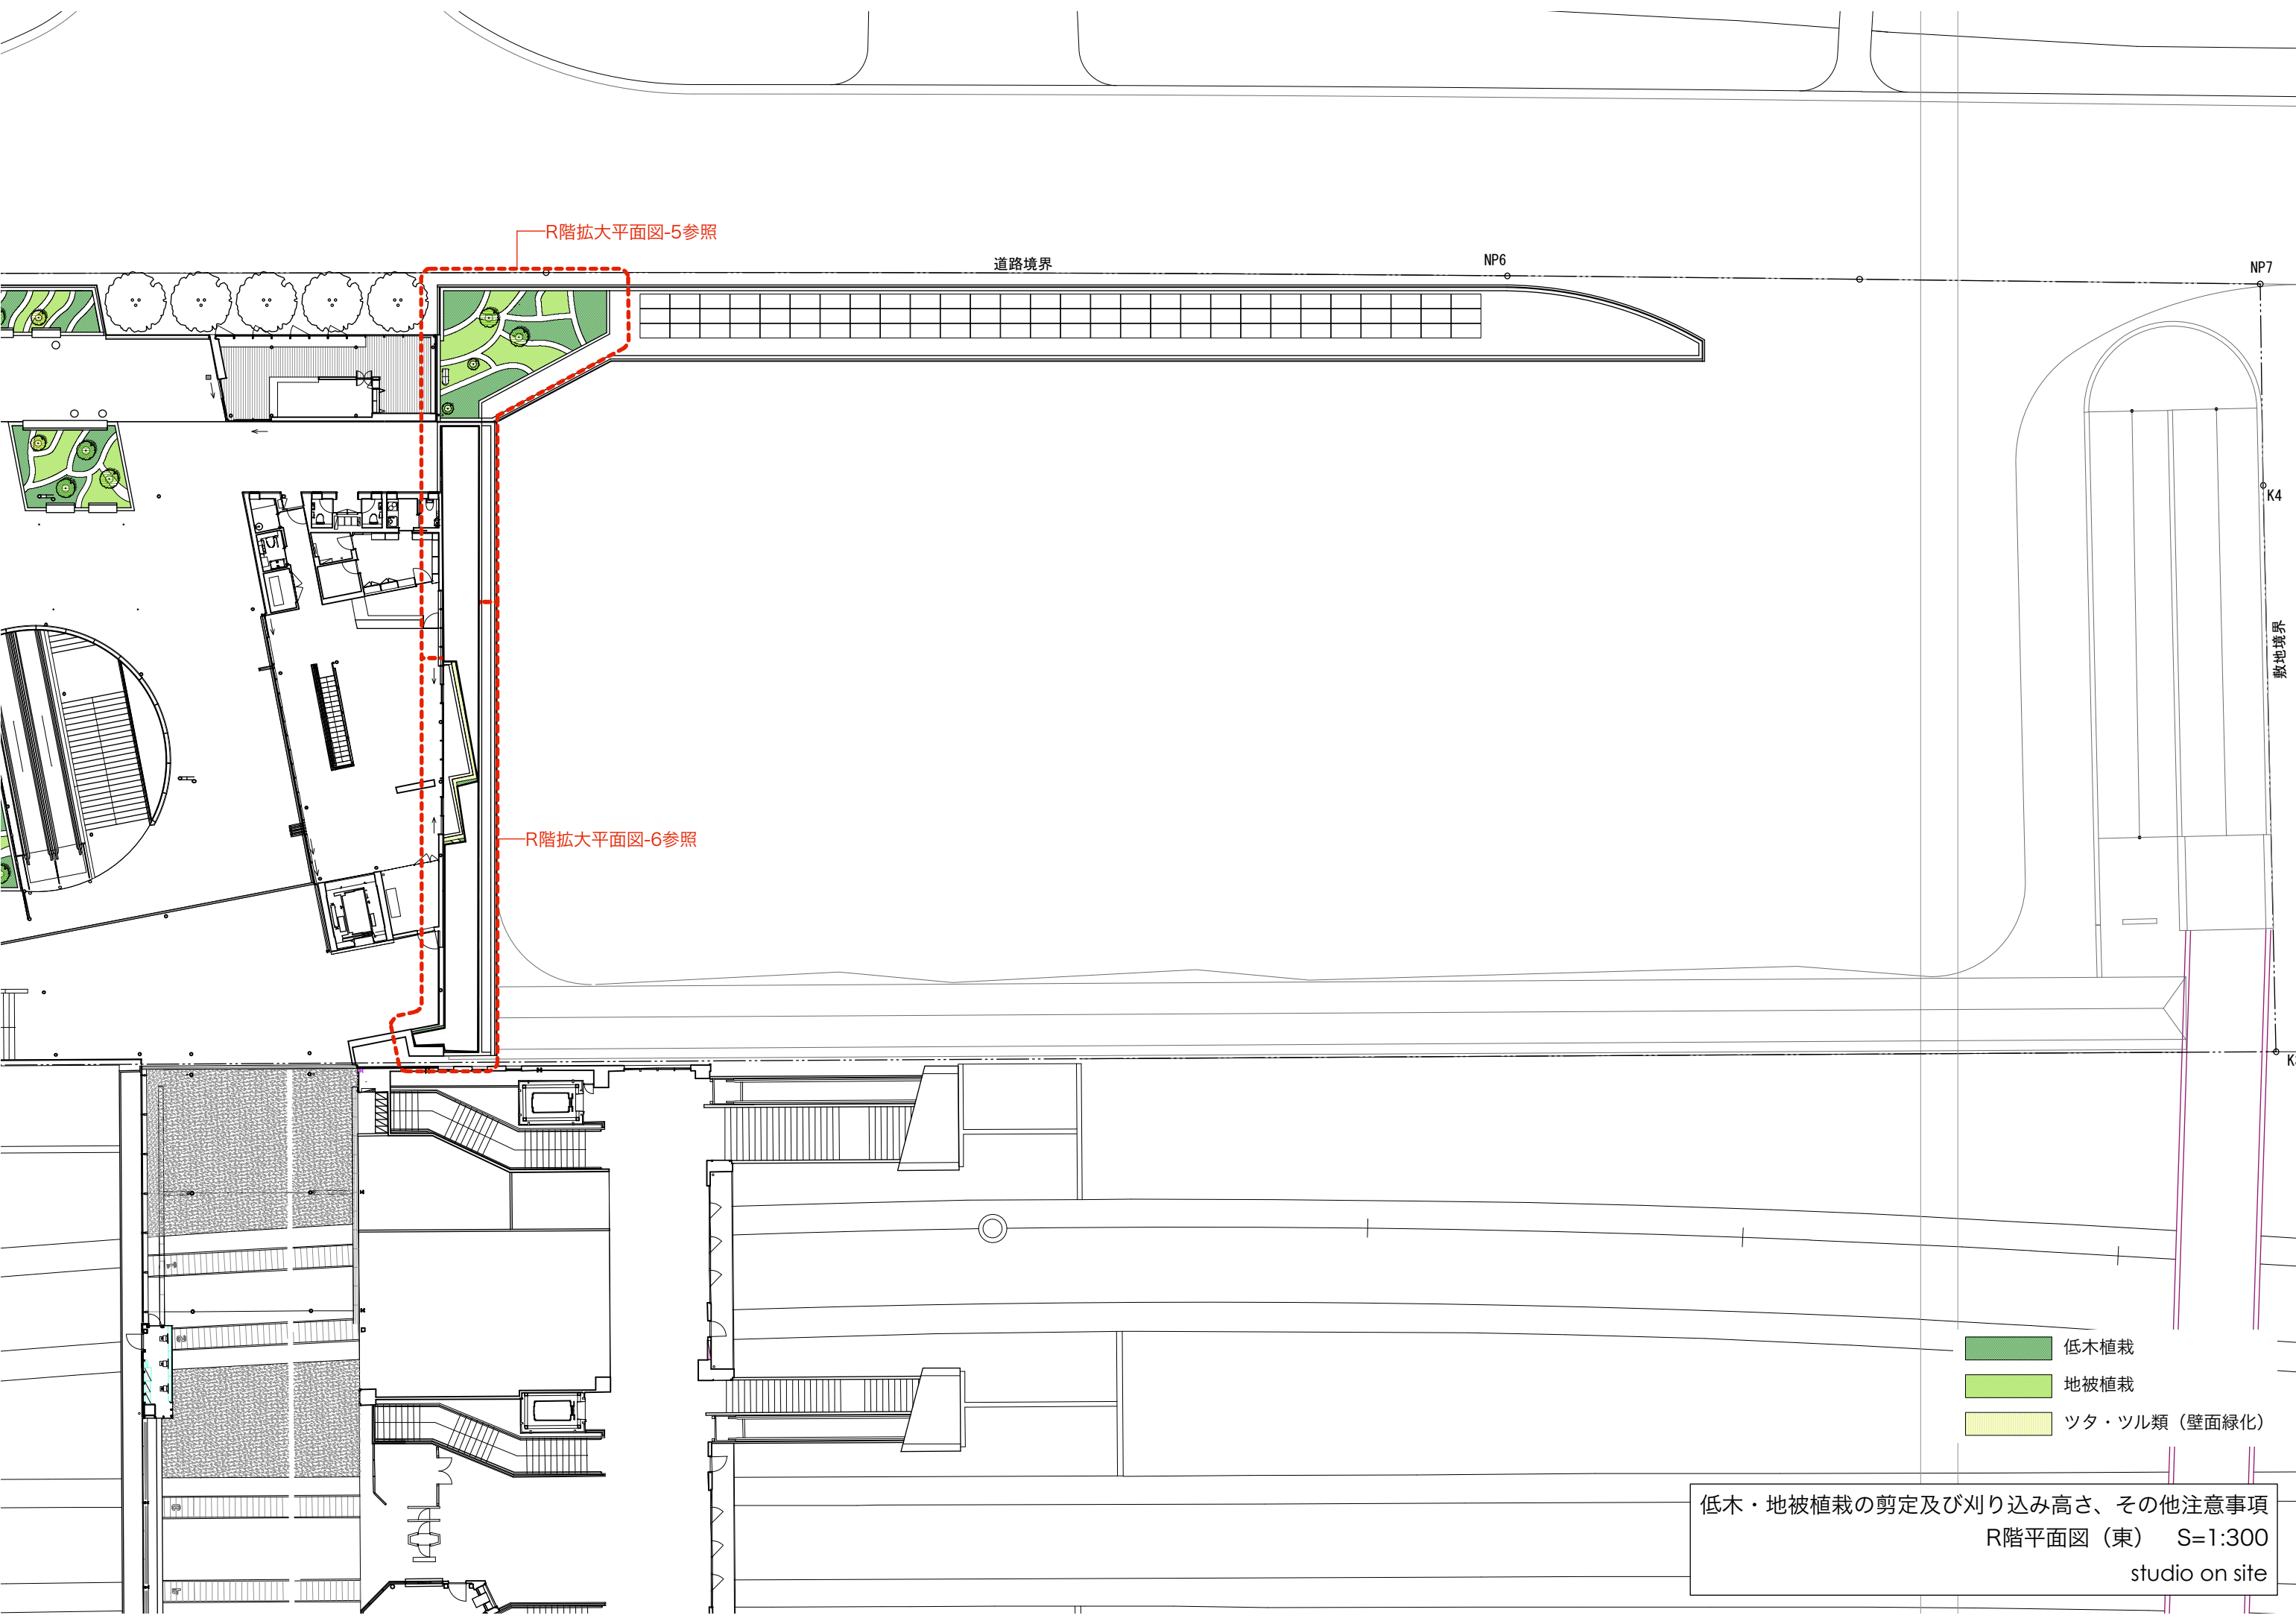 R階拡大平面図-5参照
道路境界
NP6
NP7
K4
敷地境界
R階拡大平面図-6参照
低木植栽
地被植栽
ツタ・ツル類（壁面緑化）
低木・地被植栽の剪定及び刈り込み高さ、その他注意事項
R階平面図（東） S=1:300
studio on site